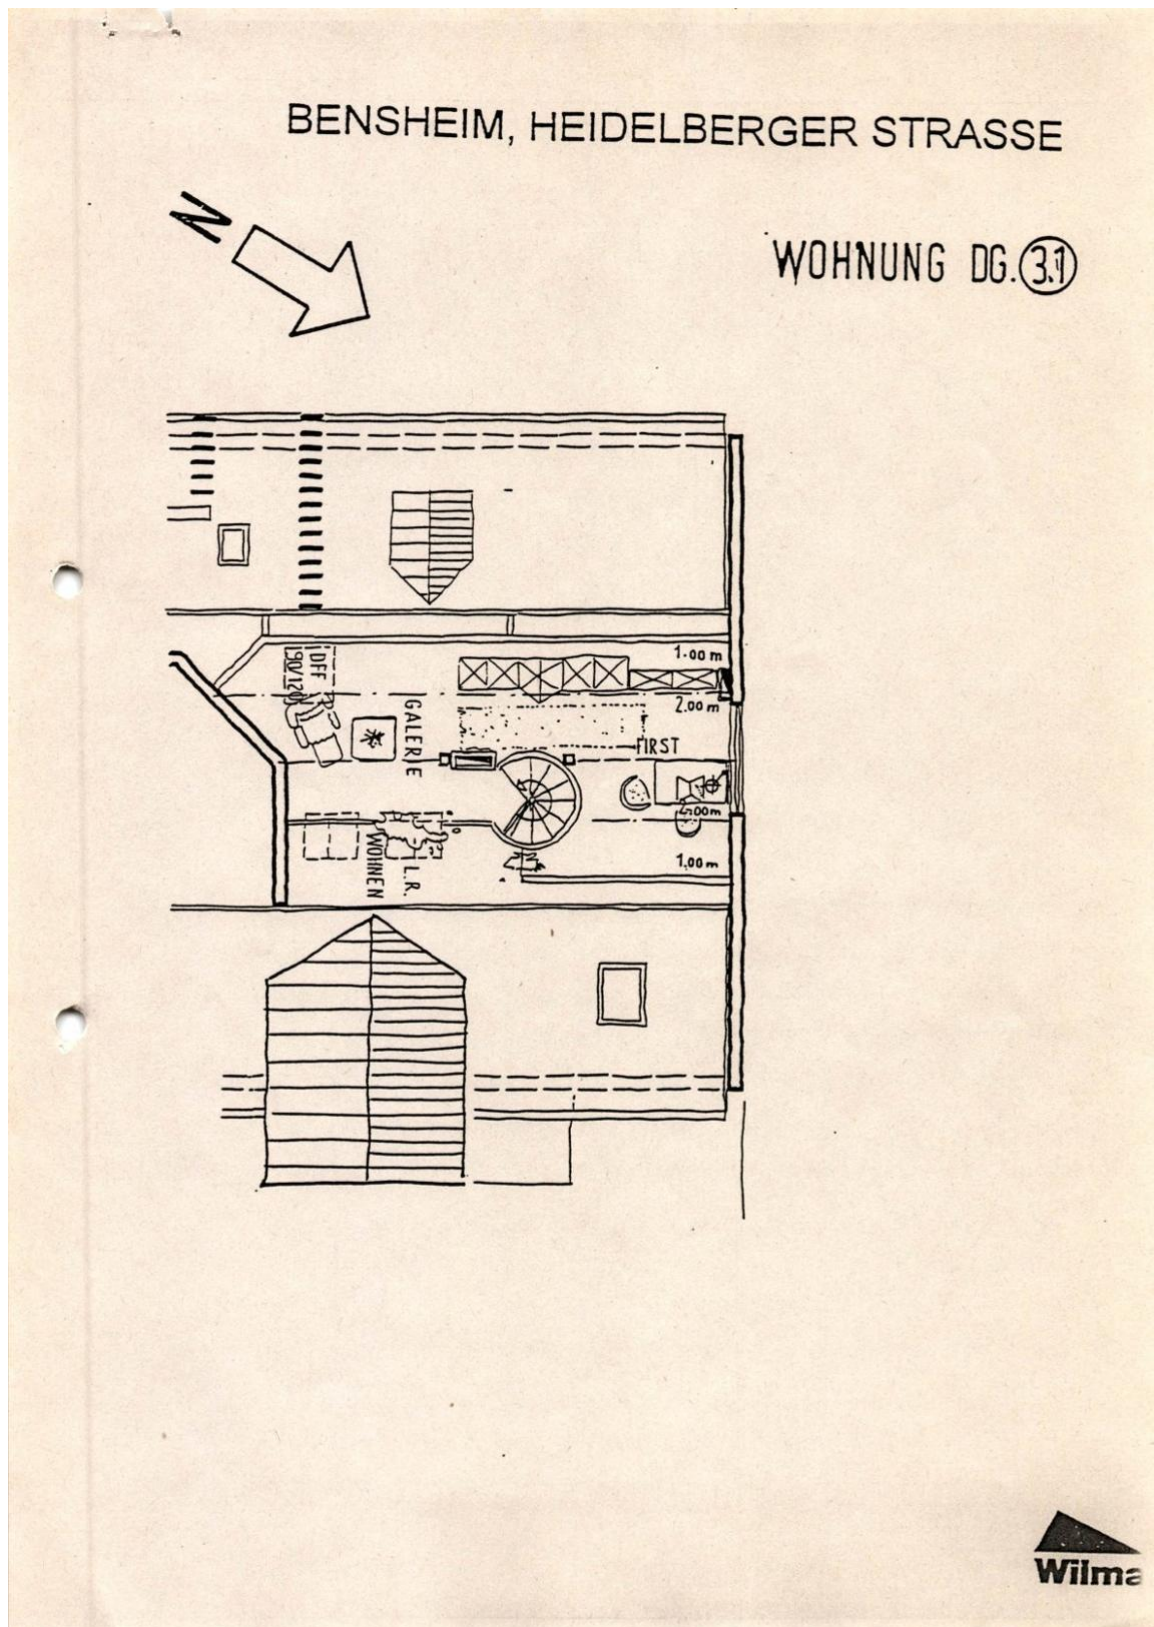 BENSHEIM, HEIDELBERGER STRASSE
N
WOHNUNG DG. 3.1
1.00 m
DFF
90/120
2.00 m
GALERIE
FIRST
2.00m
WOHNEN
L.R.
1.00 m
Wilma